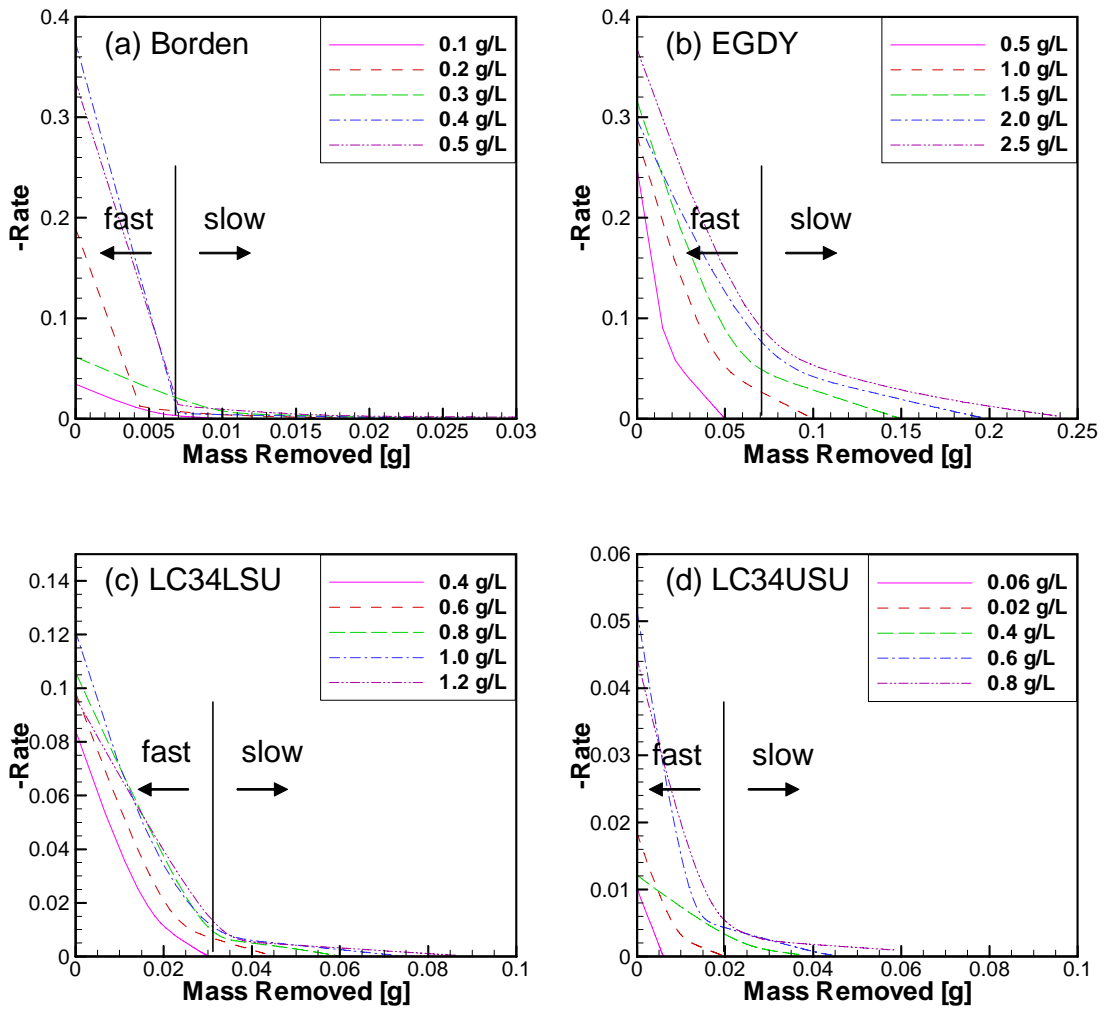 (a) Borden
0.1 g/L
0.2 g/L
0.3 g/L
0.4 g/L
0.5 g/L
fast
slow
-Rate
0.4
0.3
0.2
0.1
0
0
0.005
0.01
0.015
0.02
0.025
0.03
Mass Removed [g]
(b) EGDY
0.5 g/L
1.0 g/L
1.5 g/L
2.0 g/L
2.5 g/L
fast
slow
-Rate
0.4
0.3
0.2
0.1
0
0
0.05
0.1
0.15
0.2
0.25
Mass Removed [g]
(c) LC34LSU
0.4 g/L
0.6 g/L
0.8 g/L
1.0 g/L
1.2 g/L
fast
slow
-Rate
0.14
0.12
0.1
0.08
0.06
0.04
0.02
0
0
0.02
0.04
0.06
0.08
0.1
Mass Removed [g]
(d) LC34USU
0.06 g/L
0.02 g/L
0.4 g/L
0.6 g/L
0.8 g/L
fast
slow
-Rate
0.06
0.05
0.04
0.03
0.02
0.01
0
0
0.02
0.04
0.06
0.08
0.1
Mass Removed [g]